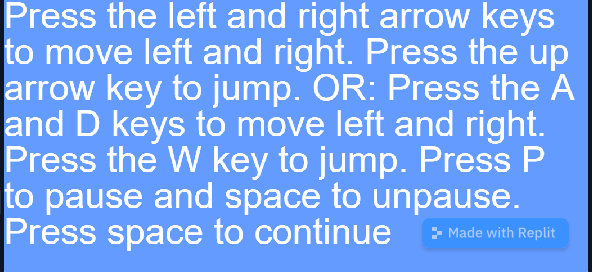 Press the left and right arrow keys
to move left and right. Press the up
arrow key to jump. OR: Press the A
and D keys to move left and right.
Press the W key to jump. Press P
to pause and space to unpause.
Press space to continue
Made with Replit